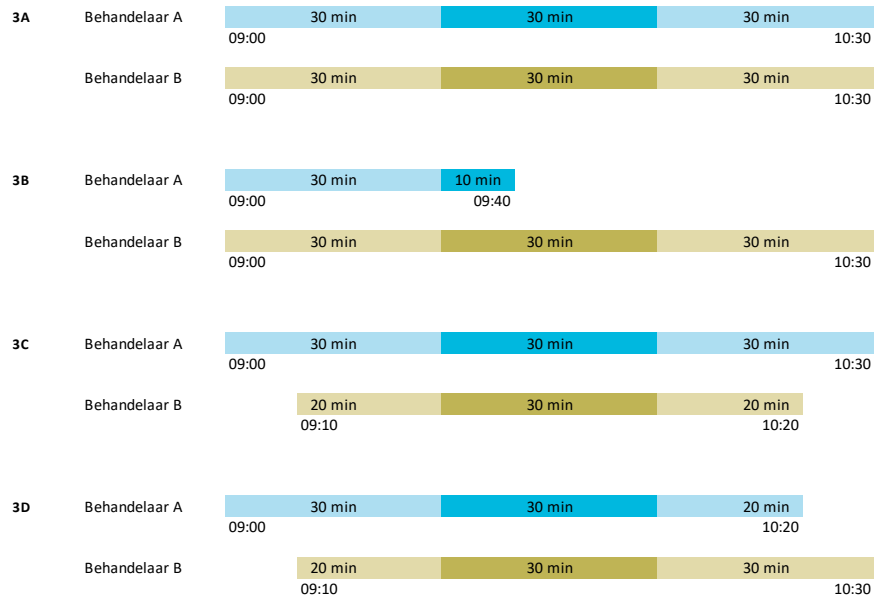 3A Behandelaar A 30 min 30 min 30 min
09:00 10:30
Behandelaar B 30 min 30 min 30 min
09:00 10:30
3B Behandelaar A 30 min 10 min
09:00 09:40
Behandelaar B 30 min 30 min 30 min
09:00 10:30
3C Behandelaar A 30 min 30 min 30 min
09:00 10:30
Behandelaar B 20 min 30 min 20 min
09:10 10:20
3D Behandelaar A 30 min 30 min 20 min
09:00 10:20
Behandelaar B 20 min 30 min 30 min
09:10 10:30